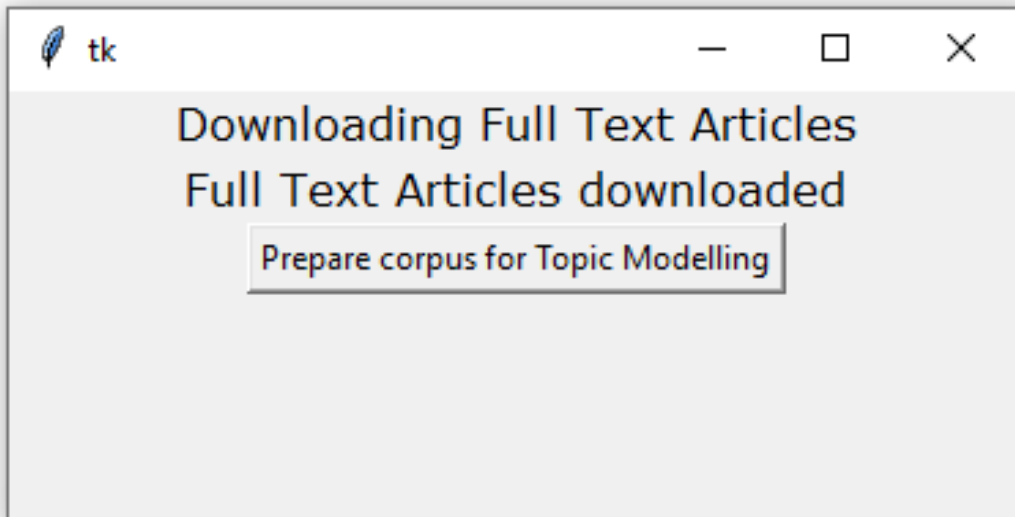 tk
Downloading Full Text Articles
Full Text Articles downloaded
Prepare corpus for Topic Modelling